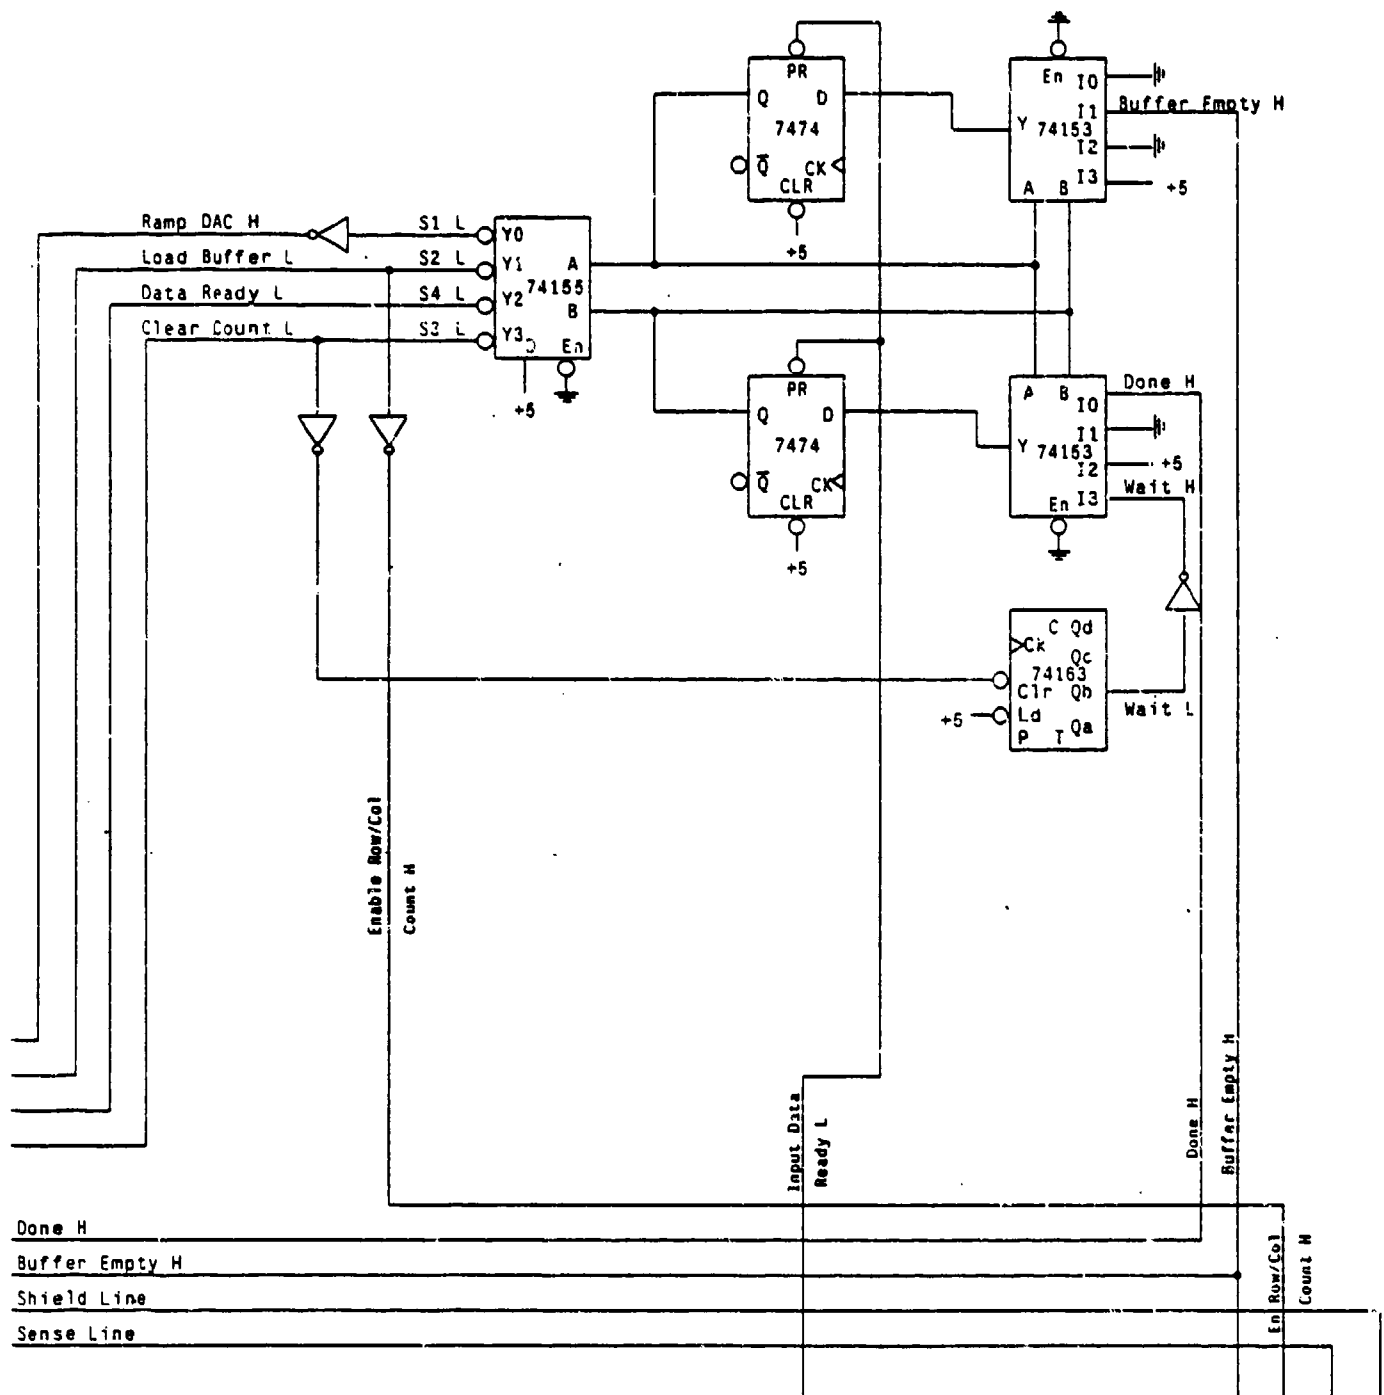 PR
Q D
7474
Q̅ CK
CLR
+5
En I0
I1 Buffer Empty H
Y 74153
I2
I3 +5
A B
Ramp DAC H S1 L Y0
Load Buffer L S2 L Y1 A
74155
Data Ready L S4 L Y2
B
Clear Count L S3 L Y3 En
+5
PR
Q D
7474
Q̅ CK
CLR
+5
A B Done H
I0
I1
Y 74153
I2 +5
Wait H
En I3
C Qd
Ck
Qc
74163
Clr Qb
Wait L
+5 Ld
Qa
P T
Enable Row/Col
Count H
Input Data
Ready L
Done H
Buffer Empty H
En Row/Col
Count H
Done H
Buffer Empty H
Shield Line
Sense Line